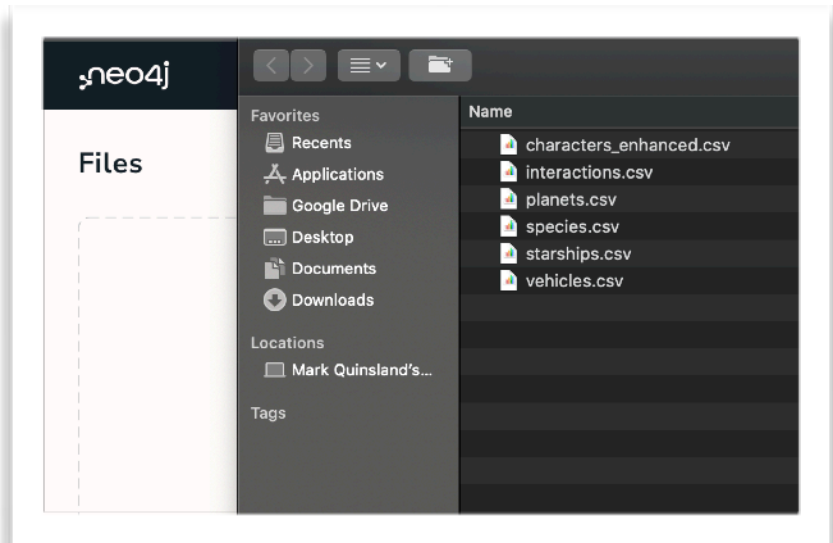 neo4j
Files
Favorites
Recents
Applications
Google Drive
Desktop
Documents
Downloads
Locations
Mark Quinsland's...
Tags
Name
characters_enhanced.csv
interactions.csv
planets.csv
species.csv
starships.csv
vehicles.csv